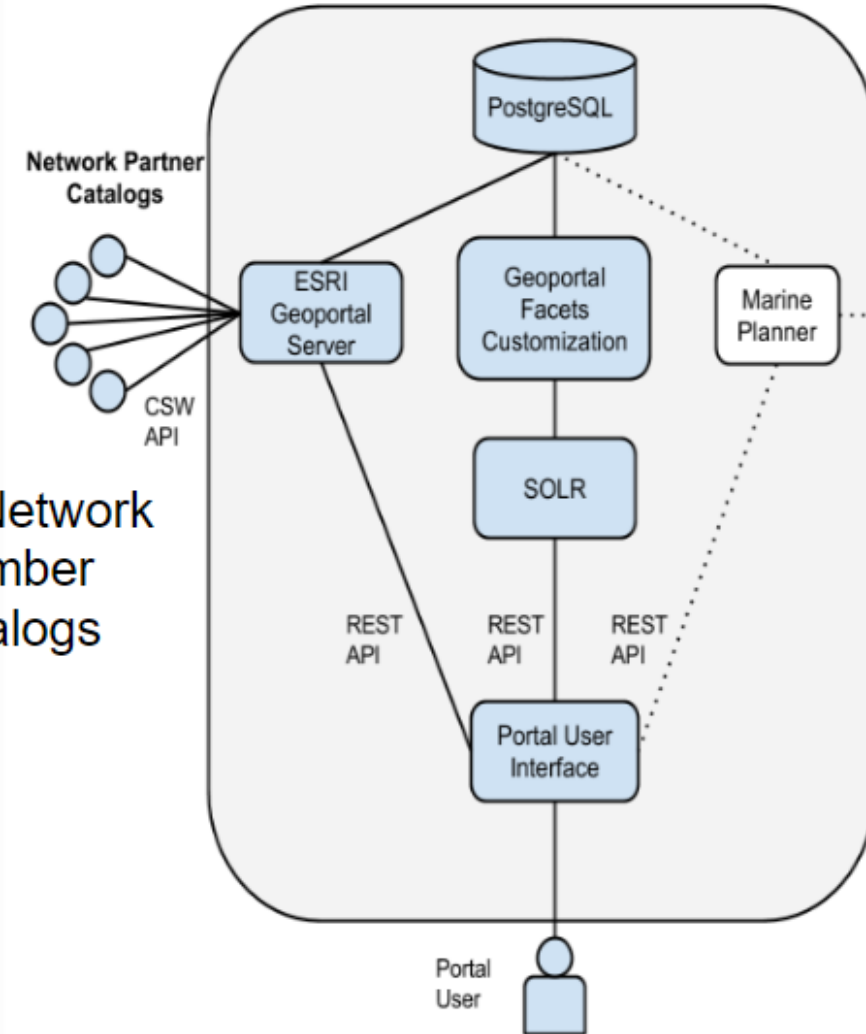 PostgreSQL
Network Partner
Catalogs
ESRI
Geoportal
Server
Geoportal
Facets
Customization
Marine
Planner
CSW
API
SOLR
Network
mber
alogs
REST
API
REST
API
REST
API
Portal User
Interface
Portal
User